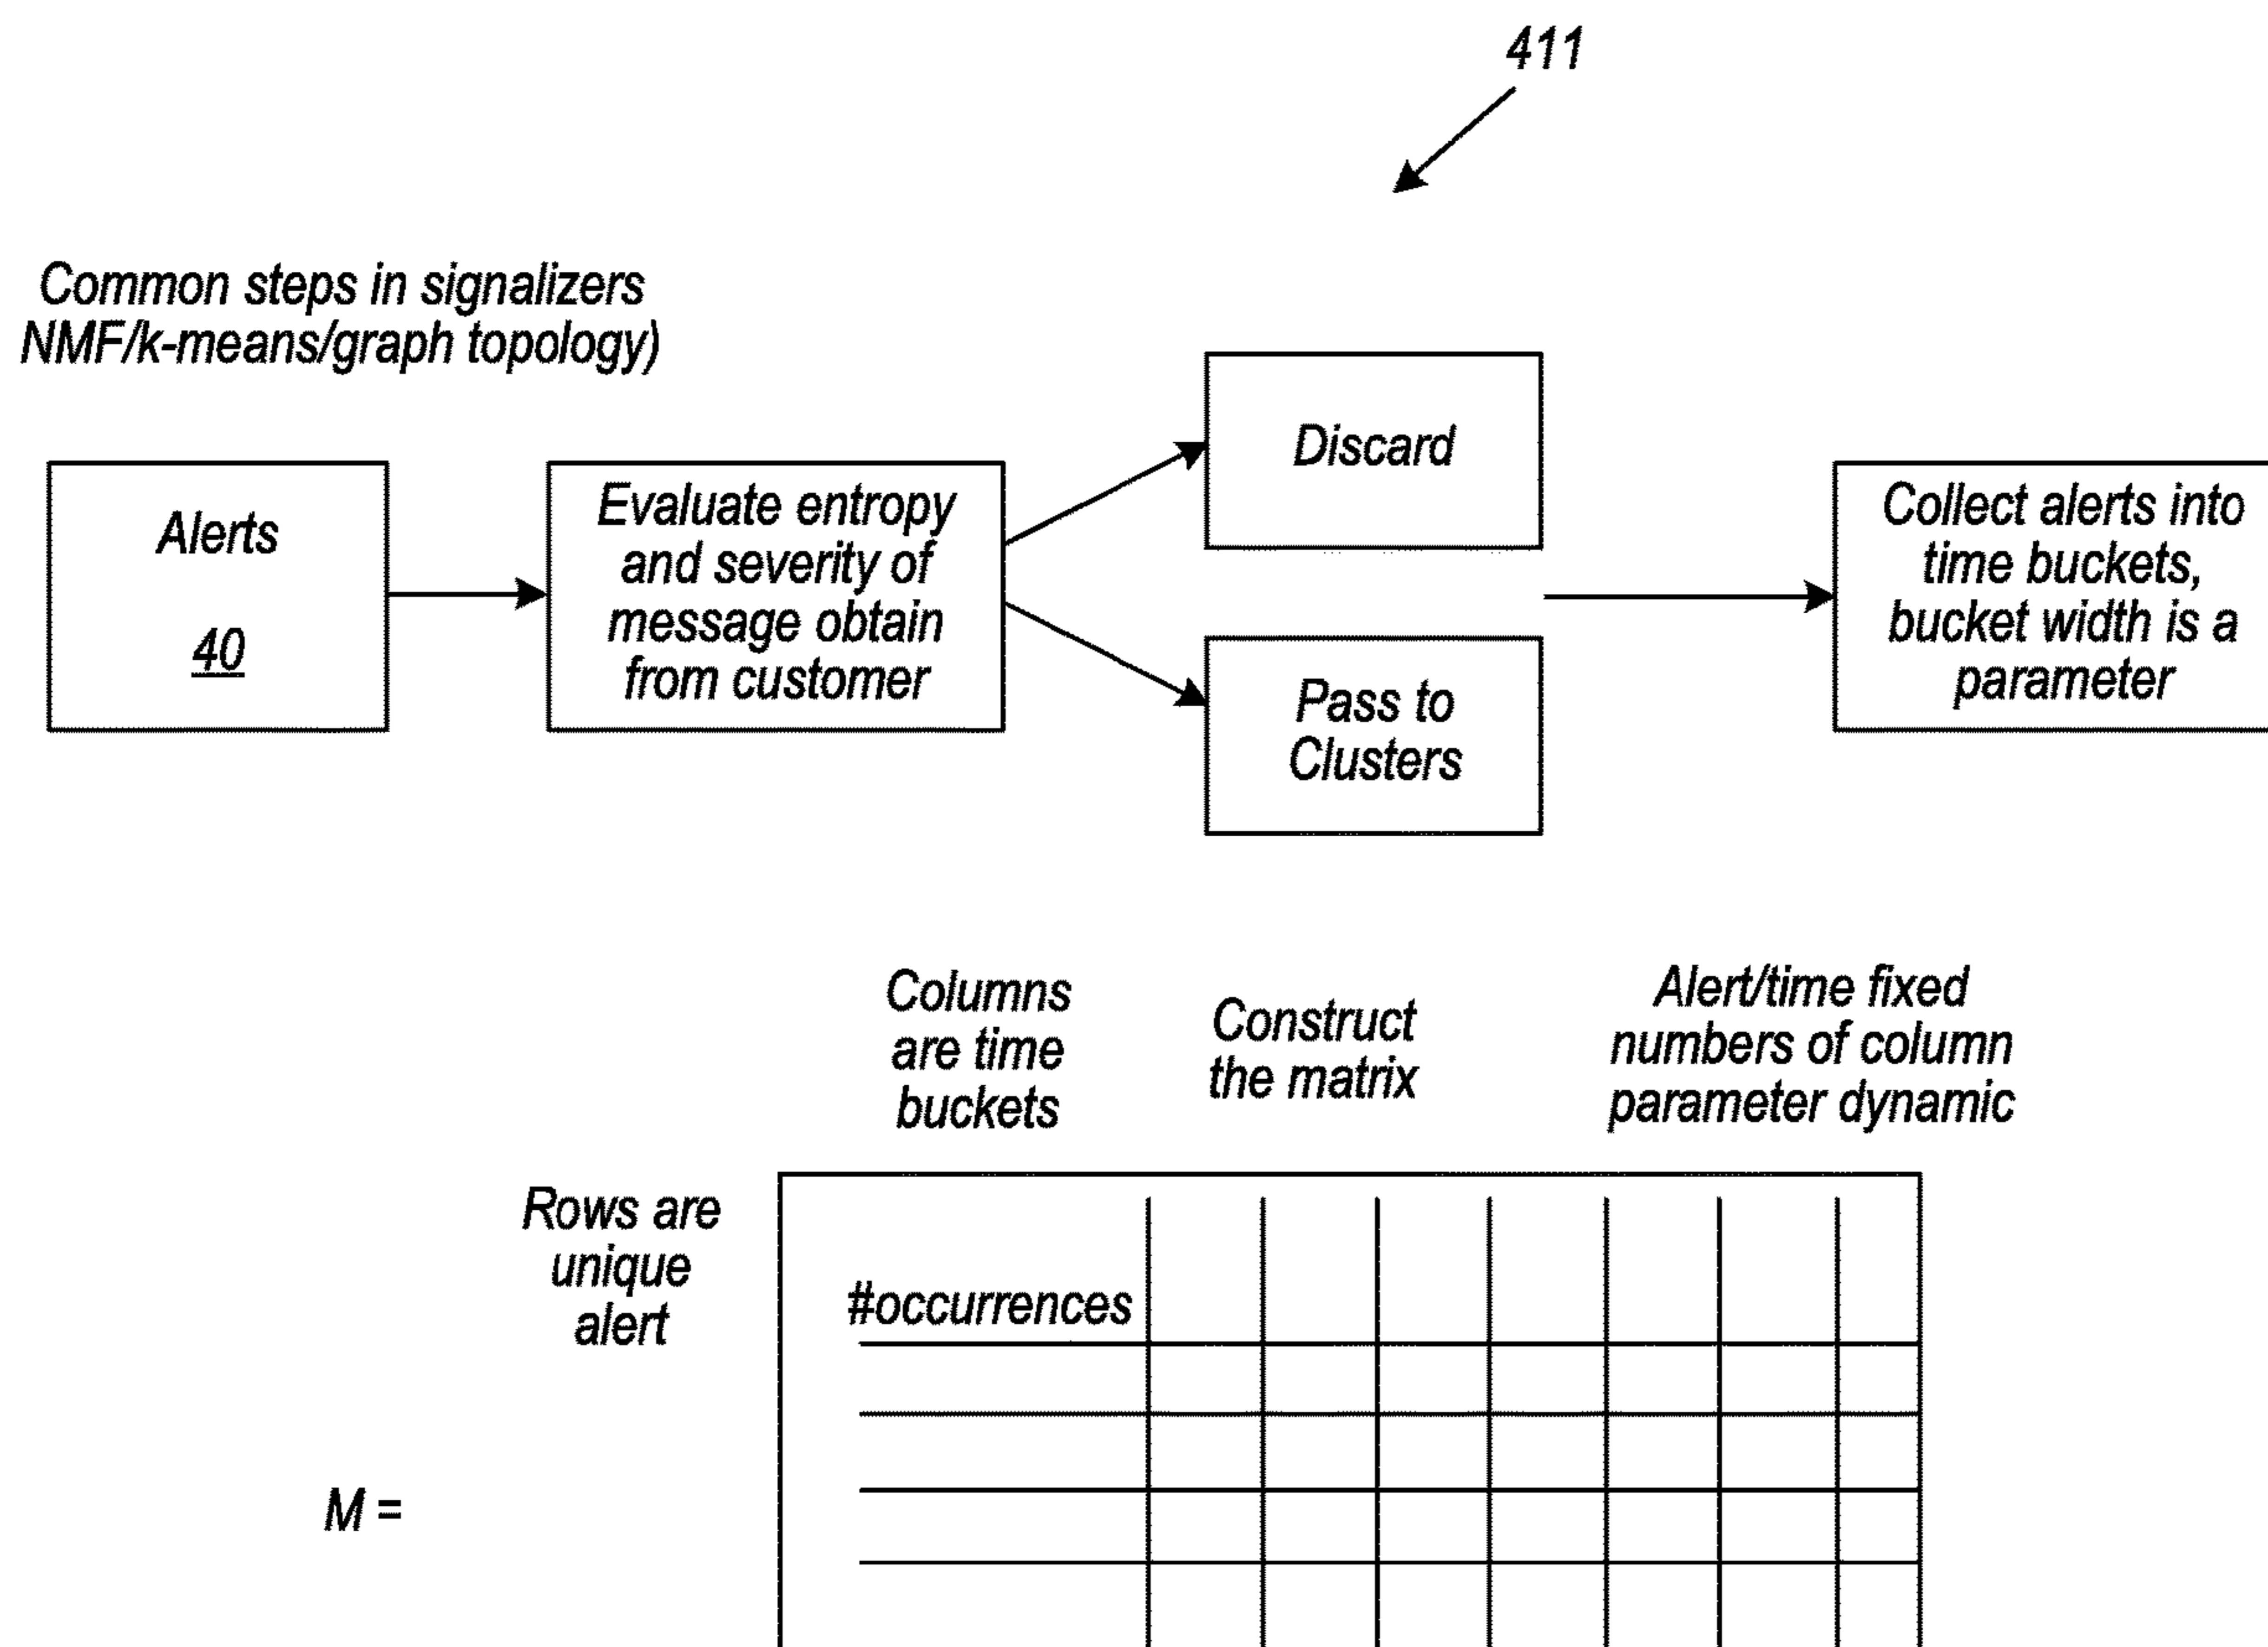 411
Common steps in signalizers
NMF/k-means/graph topology)
Alerts
40
Evaluate entropy
and severity of
message obtain
from customer
Discard
Pass to
Clusters
Collect alerts into
time buckets,
bucket width is a
parameter
Columns
are time
buckets
Construct
the matrix
Alert/time fixed
numbers of column
parameter dynamic
Rows are
unique
alert
#occurrences
M =